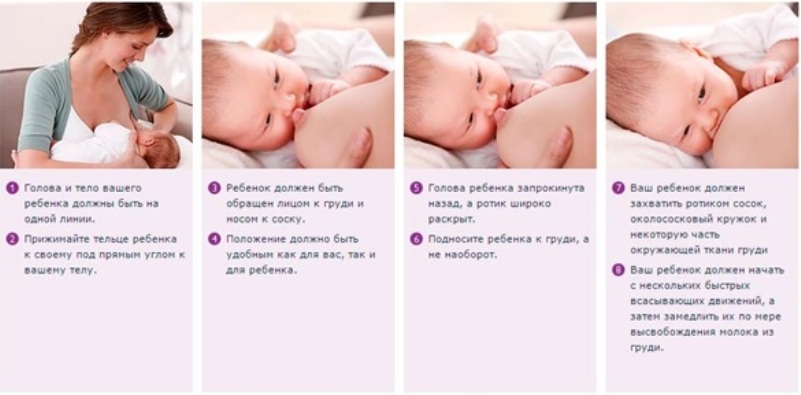 1 Голова и тело вашего
ребенка должны быть на
одной линии.
2 Прижимайте тельце ребенка
к своему под прямым углом к
вашему телу.
3 Ребенок должен быть
обращен лицом к груди и
носом к соску.
4 Положение должно быть
удобным как для вас, так и
для ребенка.
5 Голова ребенка запрокинута
назад, а ротик широко
раскрыт.
6 Подносите ребенка к груди, а
не наоборот.
7 Ваш ребенок должен
захватить ротиком сосок,
околососковый кружок и
некоторую часть
окружающей ткани груди
8 Ваш ребенок должен начать
с нескольких быстрых
всасывающих движений, а
затем замедлить их по мере
высвобождения молока из
груди.